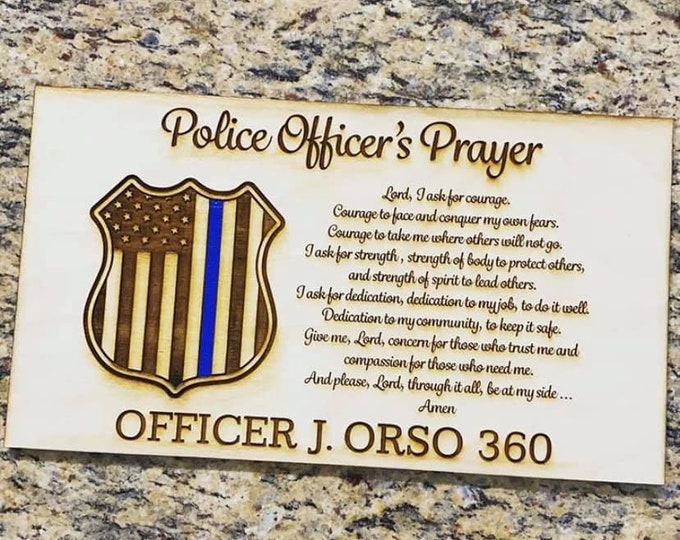 Police Officer's Prayer
Lord, I ask for courage.
Courage to face and conquer my own fears.
Courage to take me where others will not go.
I ask for strength , strength of body to protect others,
and strength of spirit to lead others.
I ask for dedication, dedication to my job, to do it well.
Dedication to my community, to keep it safe.
Give me, Lord, concern for those who trust me and
compassion for those who need me.
And please, Lord, through it all, be at my side ...
Amen
OFFICER J. ORSO 360